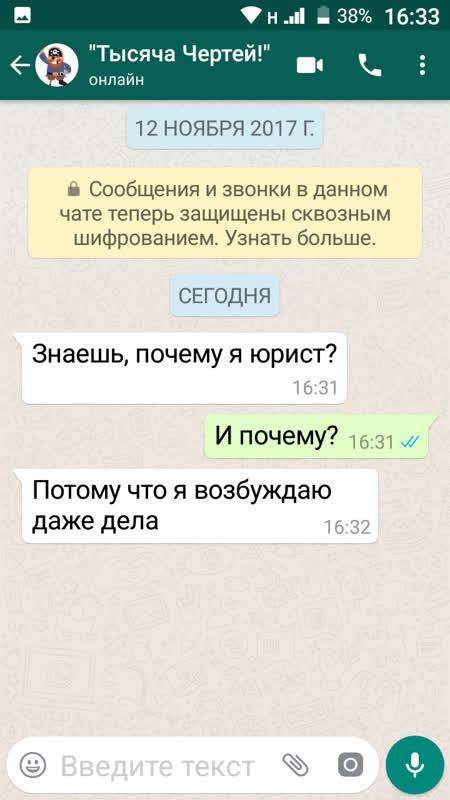 Н 38% 16:33
"Тысяча Чертей!"
онлайн
12 НОЯБРЯ 2017 Г.
Сообщения и звонки в данном
чате теперь защищены сквозным
шифрованием. Узнать больше.
СЕГОДНЯ
Знаешь, почему я юрист?
16:31
И почему? 16:31
Потому что я возбуждаю
даже дела
16:32
Введите текст